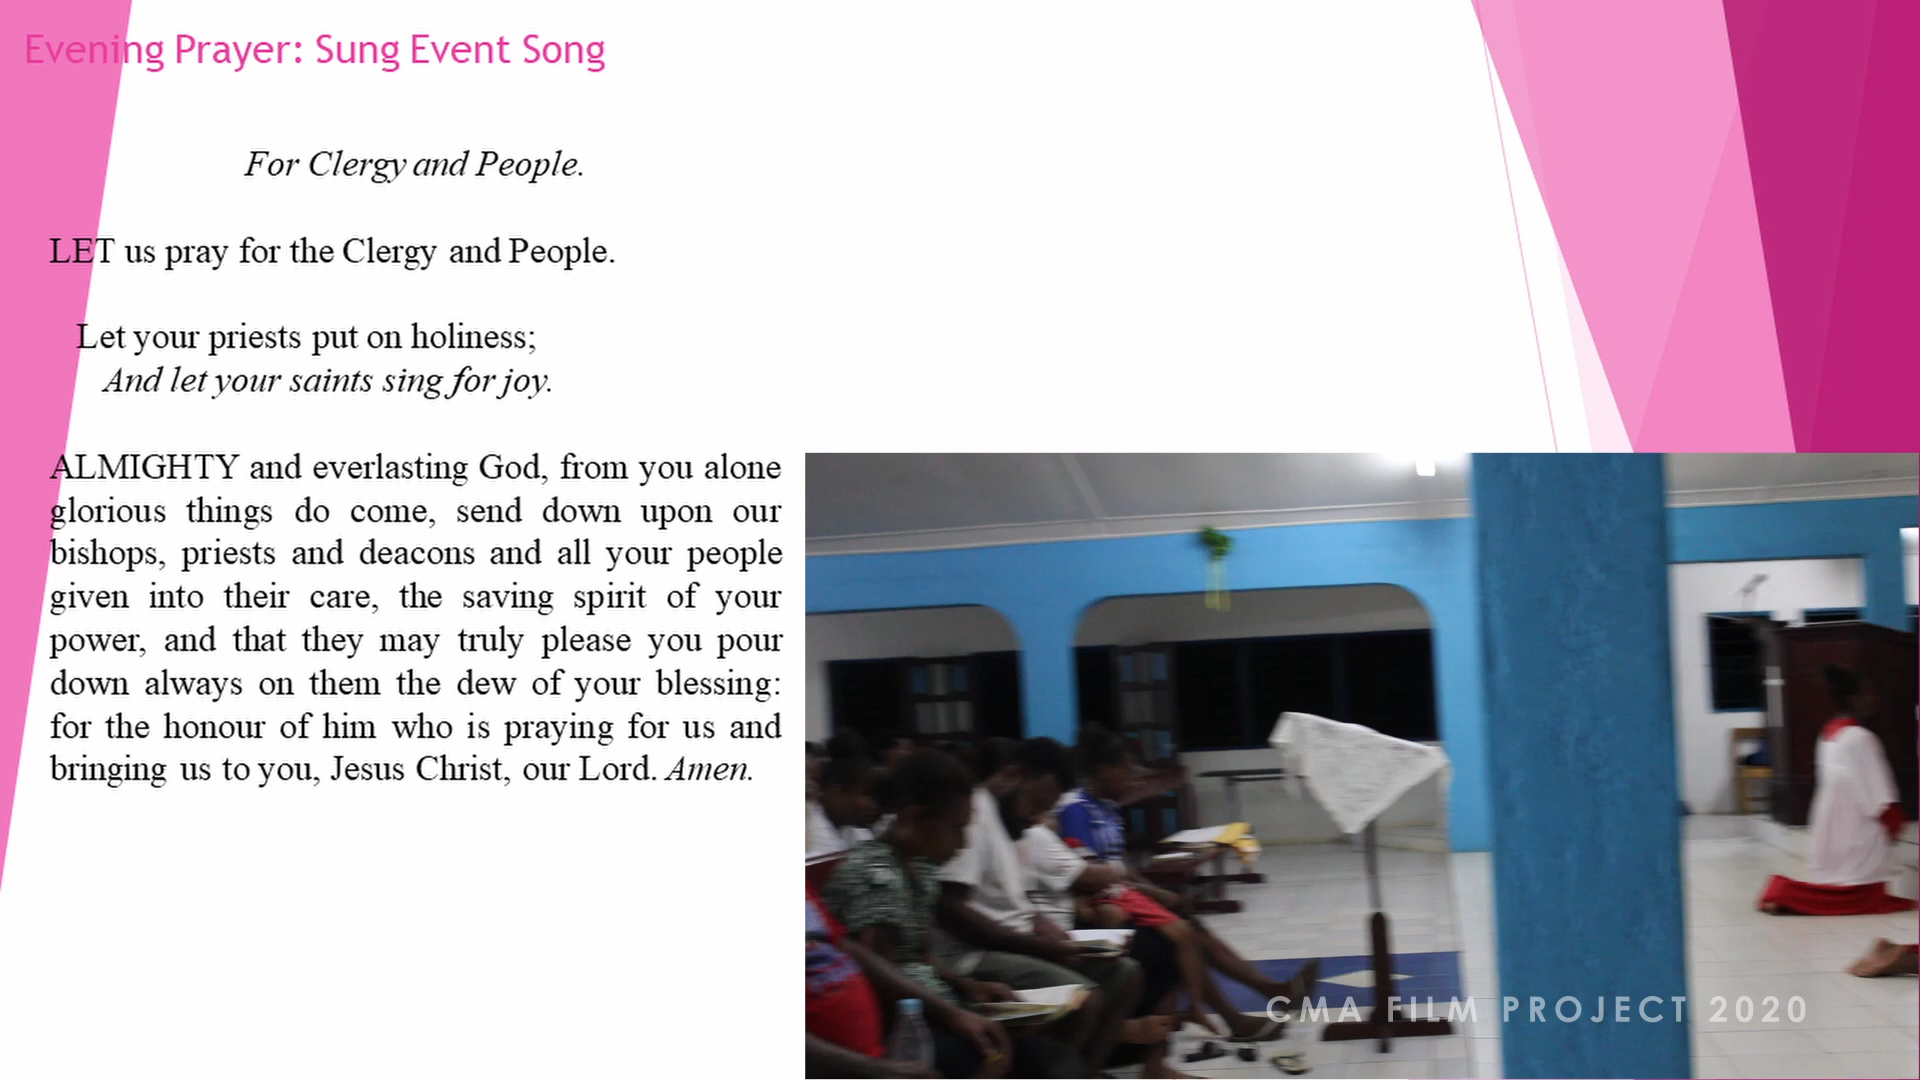 Evening Prayer: Sung Event Song
For Clergy and People.
LET us pray for the Clergy and People.
Let your priests put on holiness;
And let your saints sing for joy.
ALMIGHTY and everlasting God, from you alone
glorious things do come, send down upon our
bishops, priests and deacons and all your people
given into their care, the saving spirit of your
power, and that they may truly please you pour
down always on them the dew of your blessing:
for the honour of him who is praying for us and
bringing us to you, Jesus Christ, our Lord. Amen.
CMA FILM PROJECT 2020